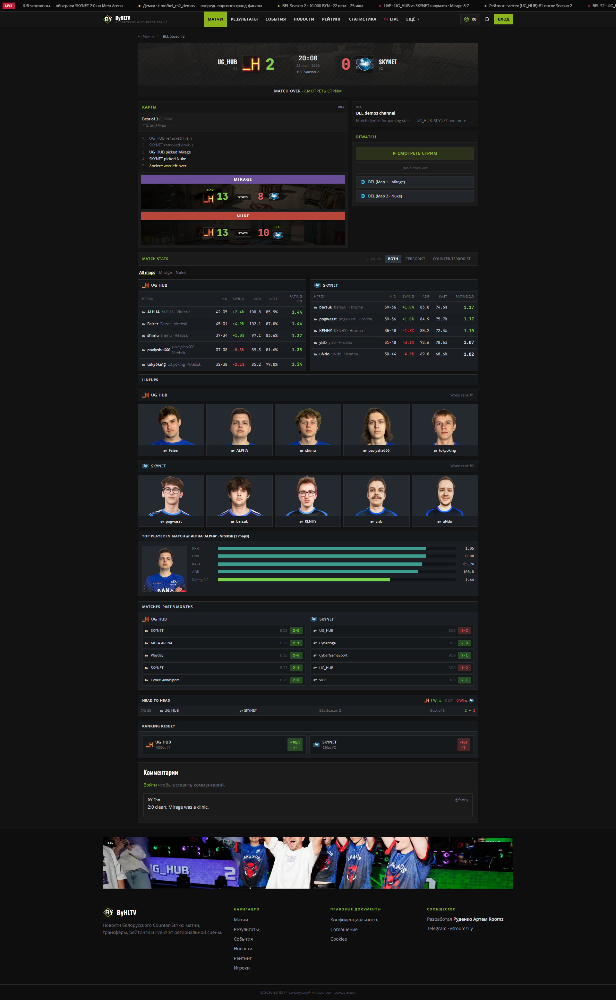 LIVE
UB чемпионы — обыграли SKYNET 2:0 на Meta Arena
Демки · t.me/bel_cs2_demos — очередь парсинга гранд-финала
BEL Season 2 · 10 000 BYN · 22 июн – 25 июл
LIVE · UG_HUB vs SKYNET шоуматч · Mirage 8:7
Рейтинг · vertex (UG_HUB) #1 после Season 2
BEL S2 · UG_H
BY ByHLTV
БЕЛОРУССКИЙ COUNTER-STRIKE
МАТЧИ
РЕЗУЛЬТАТЫ
СОБЫТИЯ
НОВОСТИ
РЕЙТИНГ
СТАТИСТИКА
LIVE
ЕЩЁ
RU
ВХОД
← Матчи / BEL Season 2
UG_HUB
#1
_H
2
20:00
25 июля 2026
BEL Season 2
0
SKYNET
#2
MATCH OVER · СМОТРЕТЬ СТРИМ
КАРТЫ
BO3
Best of 3 (Online)
* Grand Final
1. UG_HUB removed Train
2. SKYNET removed Anubis
3. UG_HUB picked Mirage
4. SKYNET picked Nuke
5. Ancient was left over
MIRAGE
PICK
_H 13 STATS 8
NUKE
PICK
_H 13 STATS 10
BEL
BEL demos channel
Match demos for parsing stats — UG_HUB, SKYNET and more.
REWATCH
▶ СМОТРЕТЬ СТРИМ
Демо пока нет
BEL (Map 1 - Mirage)
BEL (Map 2 - Nuke)
MATCH STATS
СТОРОНА BOTH TERRORIST COUNTER-TERRORIST
All maps Mirage Nuke
_H UG_HUB
ИГРОК K-D SWING ADR KAST RATING 2.0
BY ALPHA ALPHA · Vitebsk 42-35 +2.4% 100.8 85.9% 1.44
BY Faizer Faizer · Vitebsk 45-31 +4.9% 102.1 87.0% 1.44
BY shimu shimu · Vitebsk 37-34 +1.0% 97.1 83.6% 1.37
BY pavlysha666 pavlysha666 · Vitebsk 37-38 -0.3% 89.3 81.6% 1.33
BY tokyoking tokyoking · Vitebsk 32-38 -2.1% 85.2 79.0% 1.24
SKYNET
ИГРОК K-D SWING ADR KAST RATING 2.0
BY barsuk barsuk · Hrodna 39-36 +1.0% 83.8 74.6% 1.17
BY pogwasst pogwasst · Hrodna 39-36 +1.0% 84.9 75.7% 1.17
BY KENHY KENHY · Hrodna 35-40 -1.8% 80.2 72.3% 1.10
BY yisb yisb · Hrodna 31-40 -3.1% 72.6 70.6% 1.07
BY uNdo uNdo · Hrodna 30-44 -4.9% 69.8 68.6% 1.02
LINEUPS
_H UG_HUB World rank #1
BY Faizer
BY ALPHA
BY shimu
BY pavlysha666
BY tokyoking
SKYNET World rank #2
BY pogwasst
BY barsuk
BY KENHY
BY yisb
BY uNdo
TOP PLAYER IN MATCH BY ALPHA 'ALPHA' · Vitebsk (2 maps)
KPR 1.05
DPR 0.88
KAST 85.9%
ADR 100.8
Rating 2.0 1.44
MATCHES, PAST 3 MONTHS
_H UG_HUB
BY SKYNET BO3 2-0
BY META ARENA BO3 2-1
BY Playday BO3 2-0
BY SKYNET BO3 2-1
BY CyberGameSport BO3 2-0
SKYNET
BY UG_HUB BO3 0-2
BY Cyberloga BO3 2-0
BY CyberGameSport BO3 2-1
BY UG_HUB BO3 1-2
BY VIBE BO3 2-1
HEAD TO HEAD
_H 1 Wins 0 OT 0 Wins
7/5 26 BY UG_HUB BY SKYNET BEL Season 2 Best of 3 2 - 1
RANKING RESULT
_H UG_HUB
1000pt #1
+10pt
#1
SKYNET
920pt #2
-7pt
#3
Комментарии
Войти чтобы оставить комментарий.
BY Fan @fanby
2:0 clean. Mirage was a clinic.
BEL
BY ByHLTV
Новости белорусского Counter-Strike: матчи,
трансферы, рейтинги и live-счёт региональной сцены.
НАВИГАЦИЯ
Матчи
Результаты
События
Новости
Рейтинг
Игроки
ПРАВОВЫЕ ДОКУМЕНТЫ
Конфиденциальность
Соглашение
Cookies
СООБЩЕСТВО
Разработал Руденко Артем Roomz
Telegram · @roomzrly
© 2026 ByHLTV · Белорусский киберспорт прежде всего